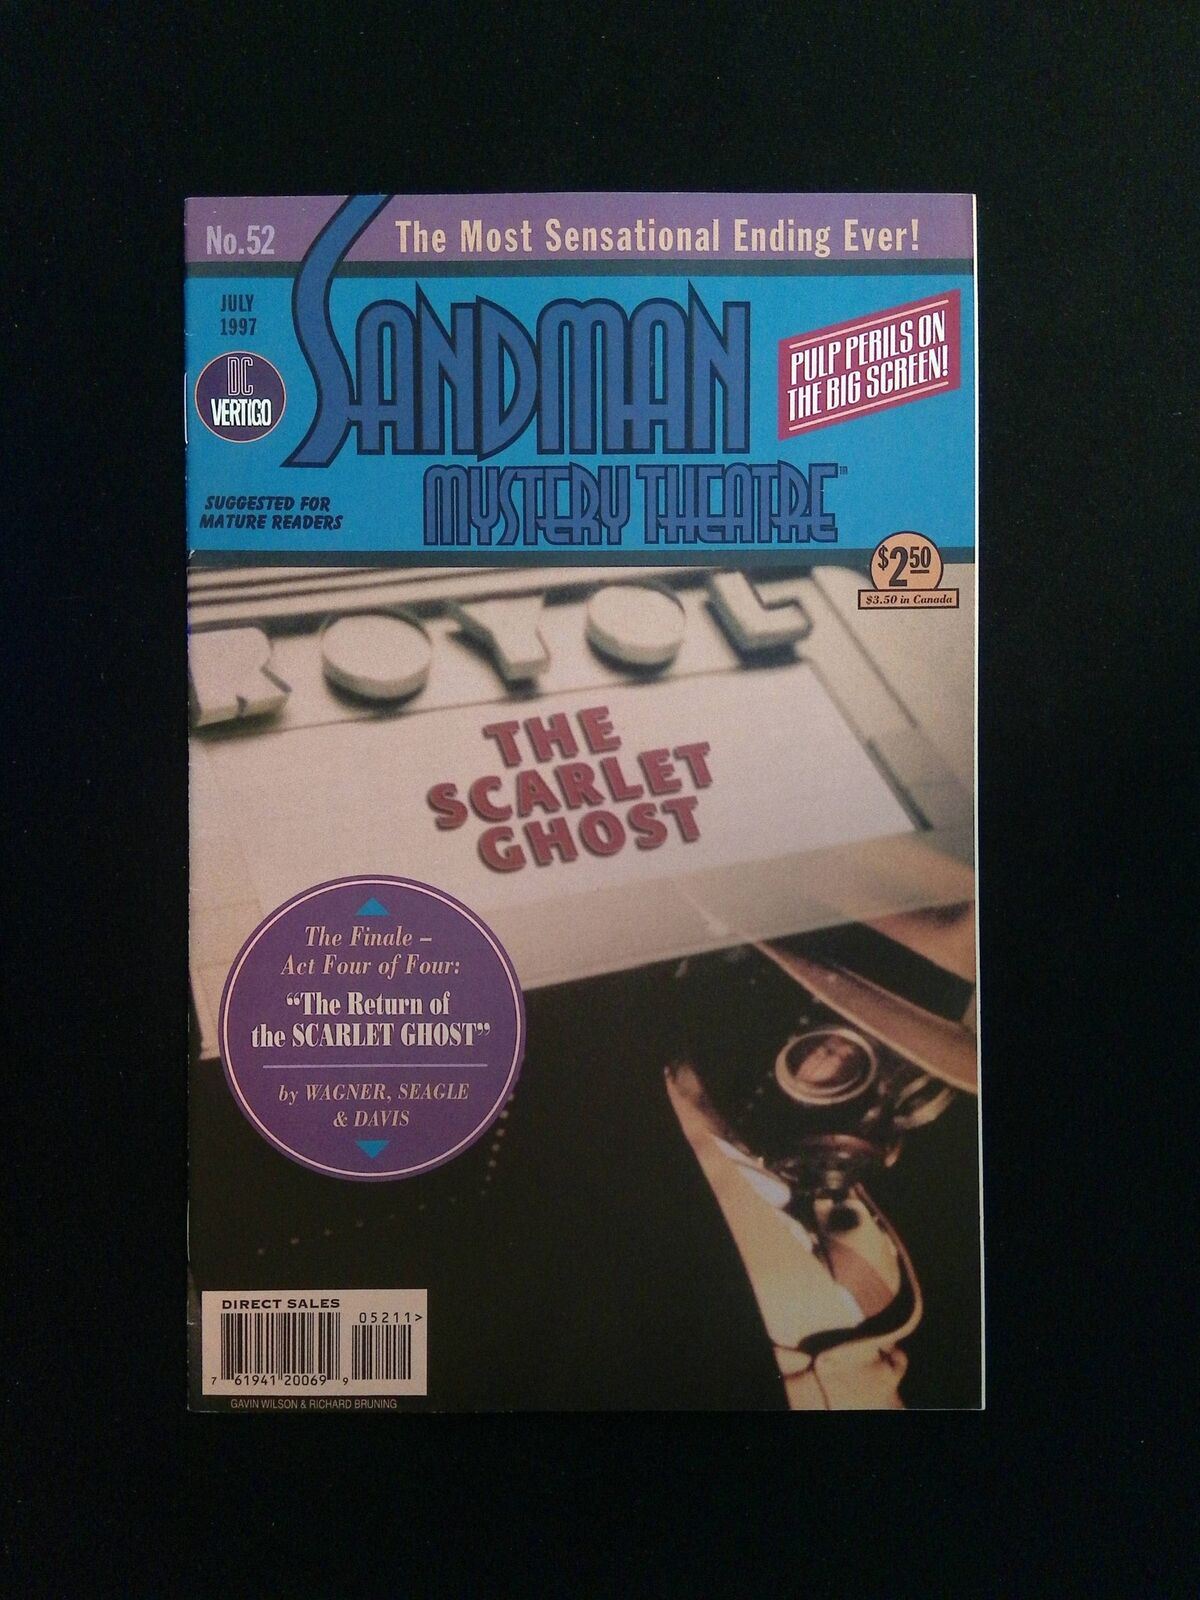 No.52
The Most Sensational Ending Ever!
JULY
1997
DC
VERTIGO
SANDMAN
MYSTERY THEATRE™
PULP PERILS ON
THE BIG SCREEN!
SUGGESTED FOR
MATURE READERS
$2.50
$3.50 in Canada
ROYOL
THE
SCARLET
GHOST
The Finale –
Act Four of Four:
“The Return of
the SCARLET GHOST”
by WAGNER, SEAGLE
& DAVIS
DIRECT SALES
05211>
7 61941 20069 9
GAVIN WILSON & RICHARD BRUNING